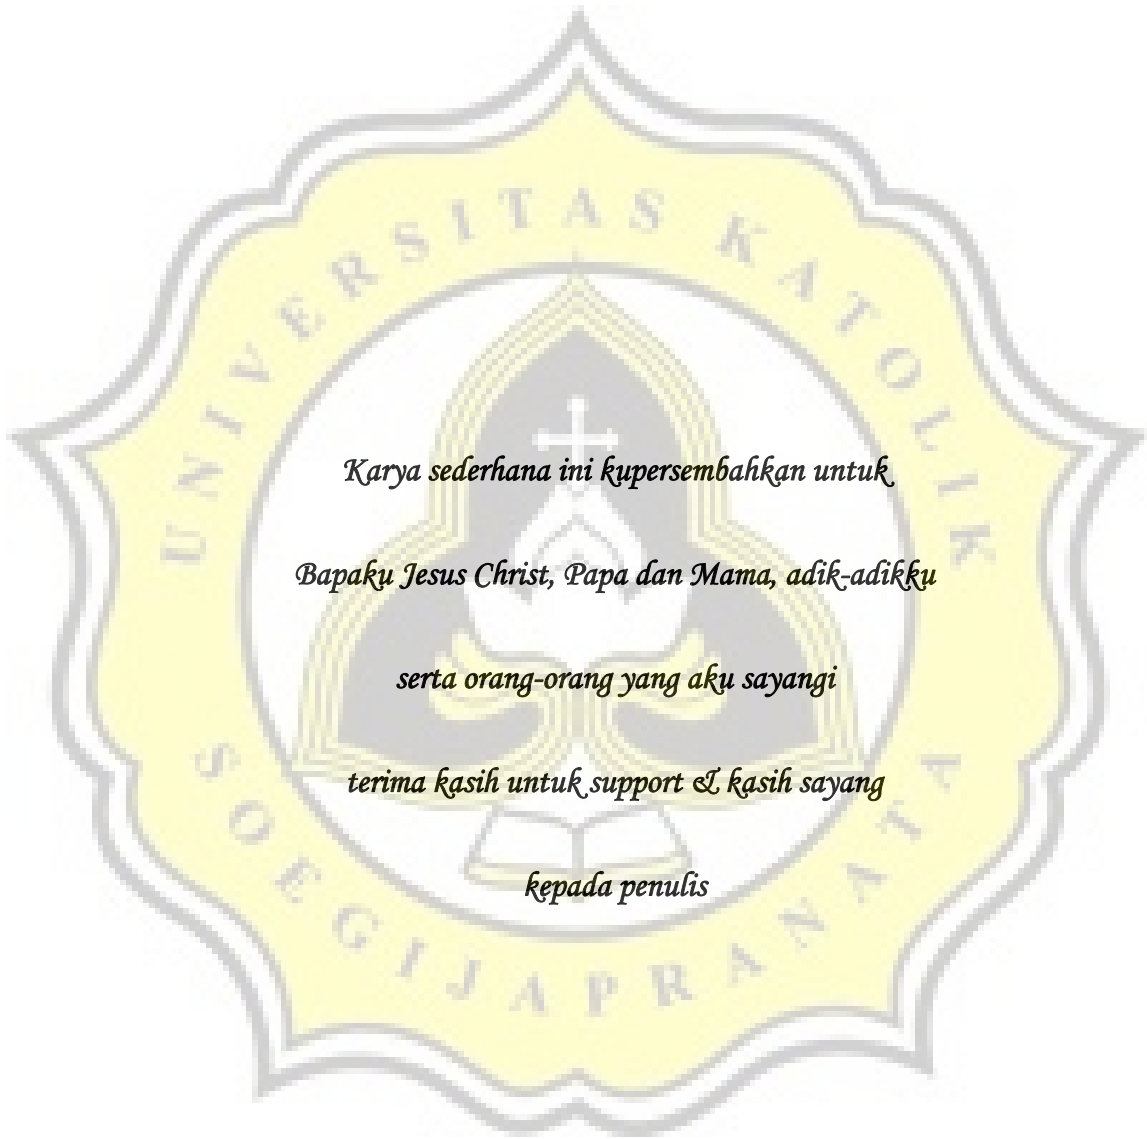 UNIVERSITAS KATOLIK
Karya sederhana ini kupersembahkan untuk
Bapaku Jesus Christ, Papa dan Mama, adik-adikku
serta orang-orang yang aku sayangi
terima kasih untuk support & kasih sayang
kepada penulis
SOEGIJAPRANATA